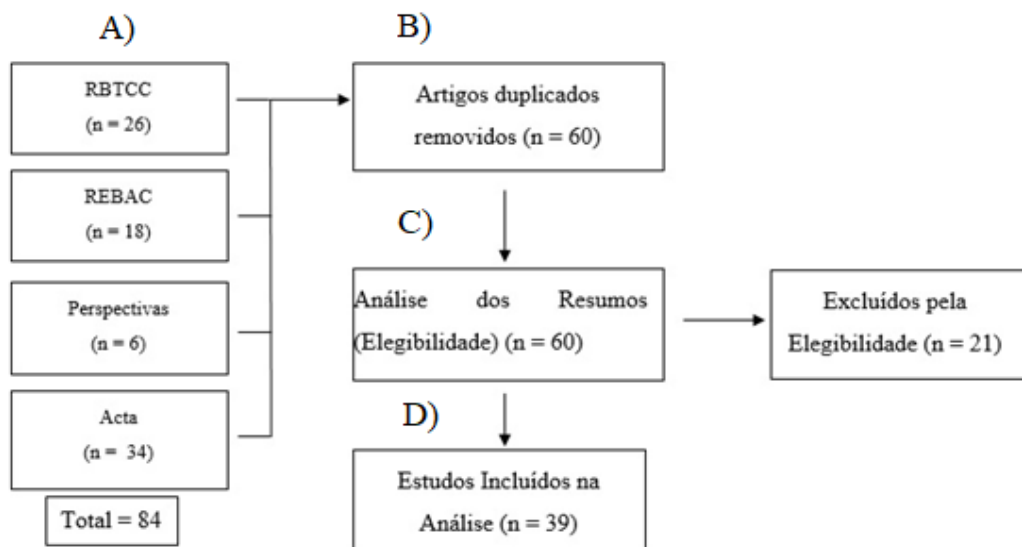 A)
RBTCC
(n = 26)
REBAC
(n = 18)
Perspectivas
(n = 6)
Acta
(n = 34)
Total = 84
B)
Artigos duplicados
removidos (n = 60)
C)
Análise dos Resumos
(Elegibilidade) (n = 60)
Excluídos pela
Elegibilidade (n = 21)
D)
Estudos Incluídos na
Análise (n = 39)